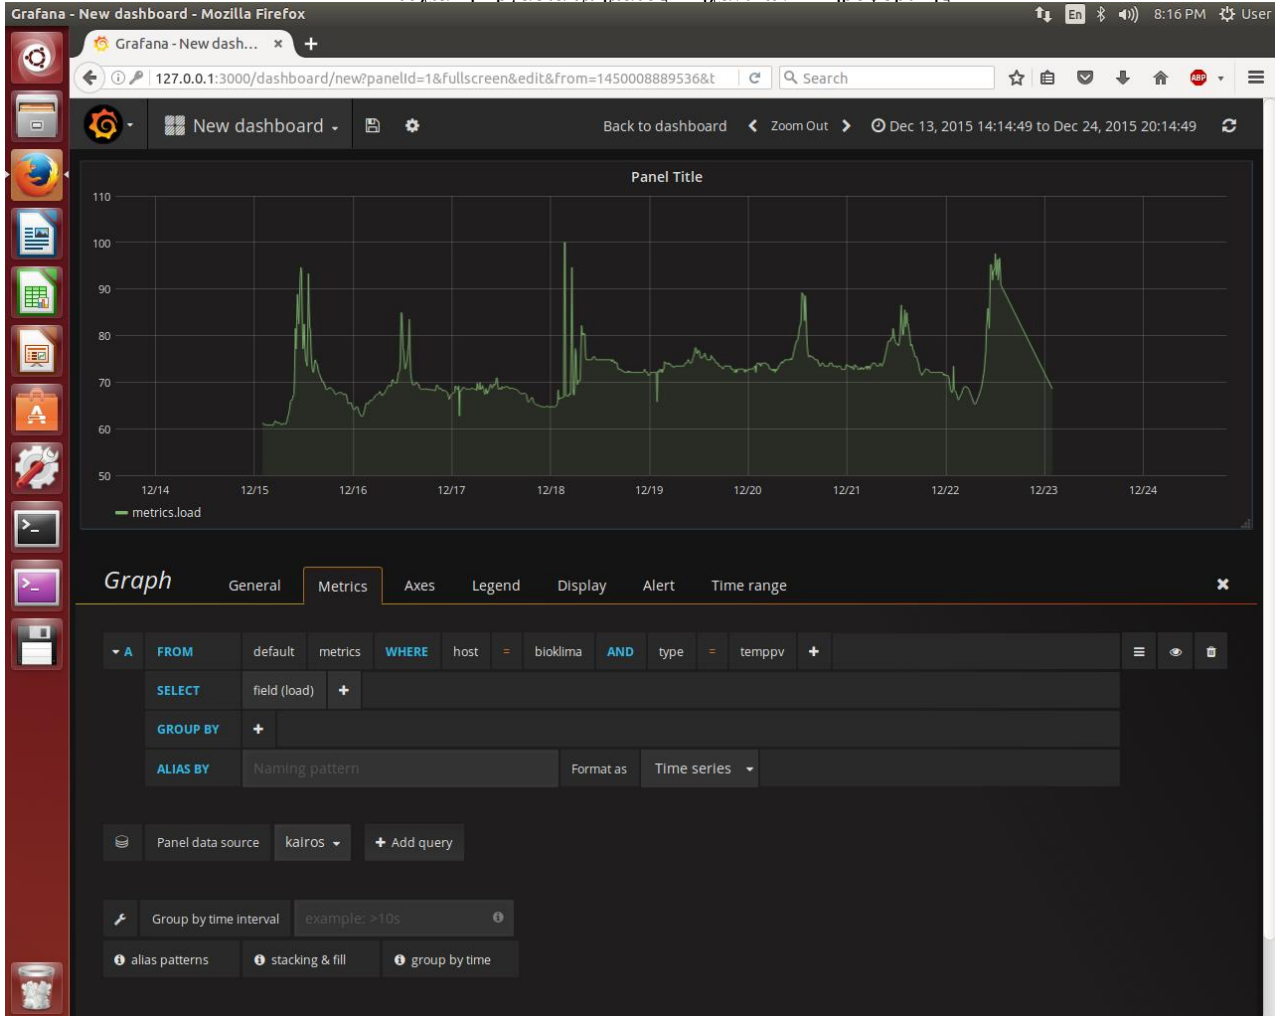 Grafana - New dashboard - Mozilla Firefox
En
8:16 PM
User
Grafana - New dash...
127.0.0.1:3000/dashboard/new?panelId=1&fullscreen&edit&from=1450008889536&t
Search
ABP
New dashboard
Back to dashboard
Zoom Out
Dec 13, 2015 14:14:49 to Dec 24, 2015 20:14:49
Panel Title
110
100
90
80
70
60
50
12/14 12/15 12/16 12/17 12/18 12/19 12/20 12/21 12/22 12/23 12/24
metrics.load
Graph General Metrics Axes Legend Display Alert Time range
A FROM default metrics WHERE host = bioklima AND type = temppv +
SELECT field (load) +
GROUP BY +
ALIAS BY Naming pattern Format as Time series
Panel data source kairos + Add query
Group by time interval example: >10s
alias patterns stacking & fill group by time